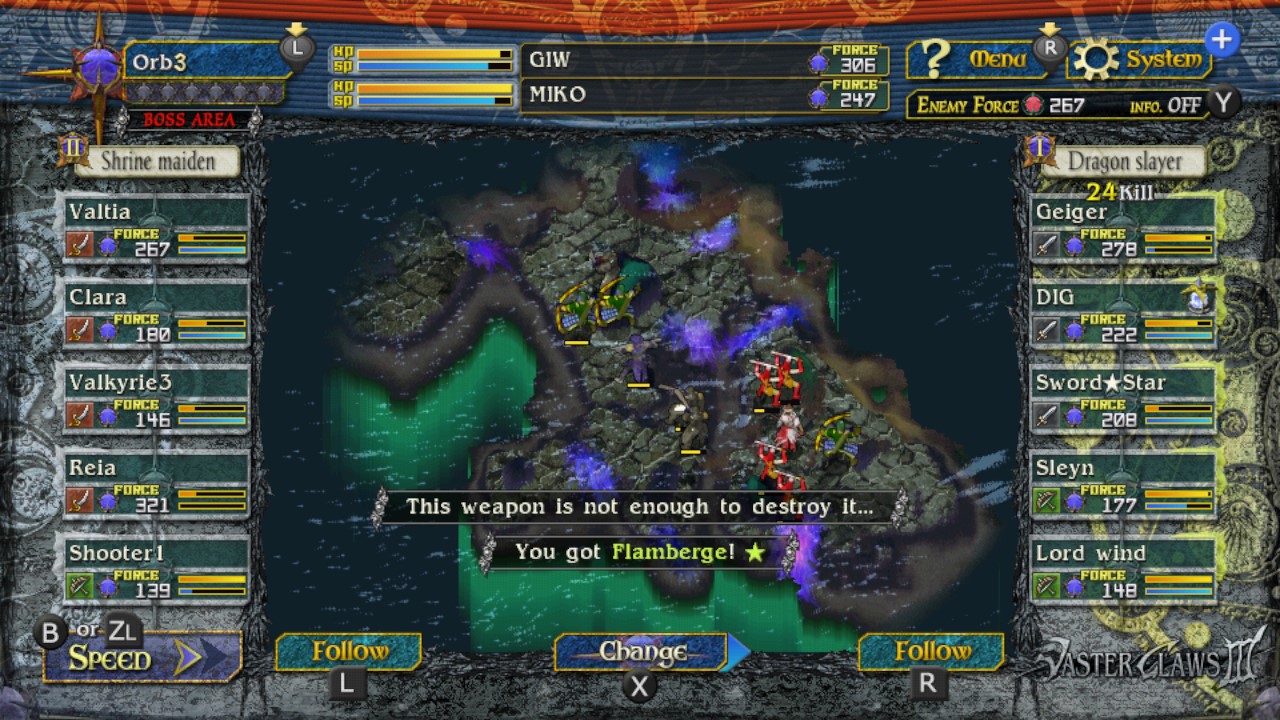 Orb3
L
HP
SP
GIW
FORCE
306
HP
SP
MIKO
FORCE
247
? Menu
R
System
+
BOSS AREA
ENEMY FORCE 267 INFO. OFF Y
II Shrine maiden
Valtia
FORCE
267
Clara
FORCE
180
Valkyrie3
FORCE
146
Reia
FORCE
321
Shooter1
FORCE
139
I Dragon slayer
24 Kill
Geiger
FORCE
278
DIG
FORCE
222
Sword★Star
FORCE
208
Sleyn
FORCE
177
Lord wind
FORCE
148
This weapon is not enough to destroy it...
You got Flamberge! ★
B or ZL
SPEED
Follow
L
Change
X
Follow
R
VASTER CLAWS III